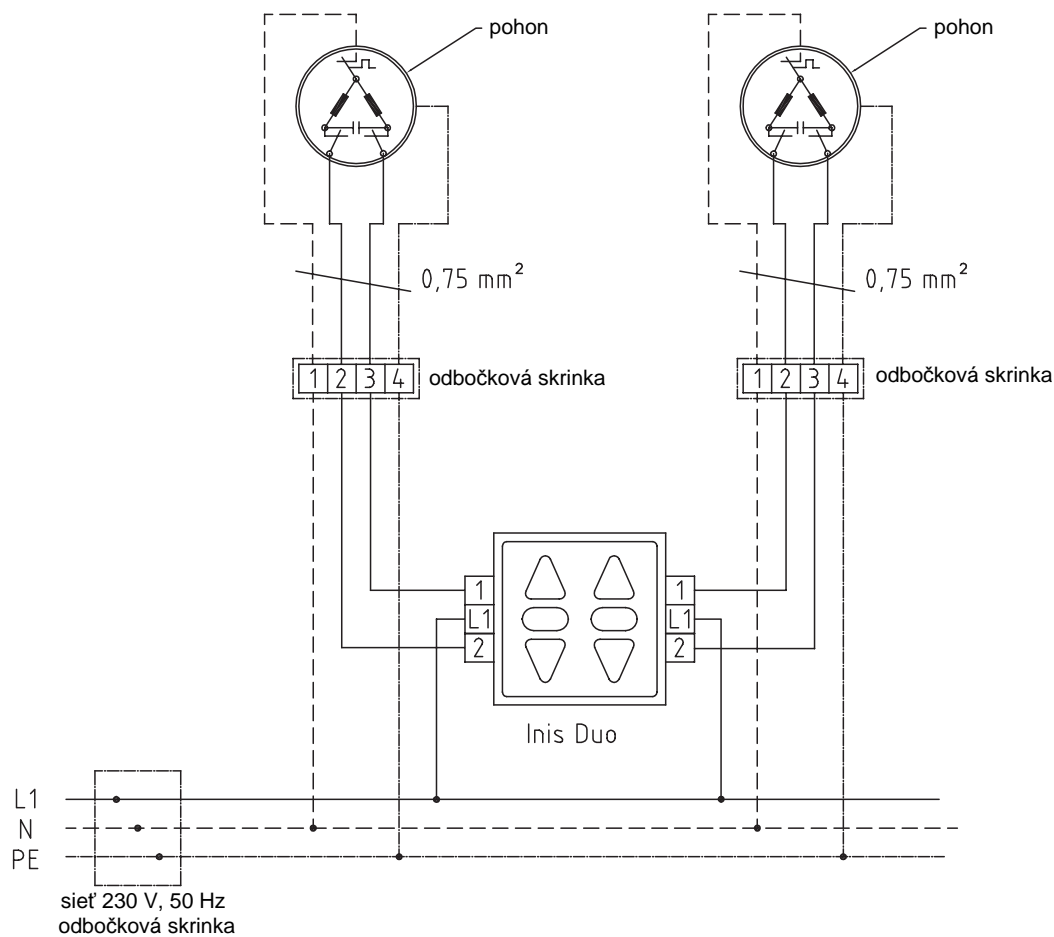 pohon
pohon
0,75 mm²
0,75 mm²
1 2 3 4
odbočková skrinka
1 2 3 4
odbočková skrinka
1
L1
2
1
L1
2
Inis Duo
L1
N
PE
sieť 230 V, 50 Hz
odbočková skrinka